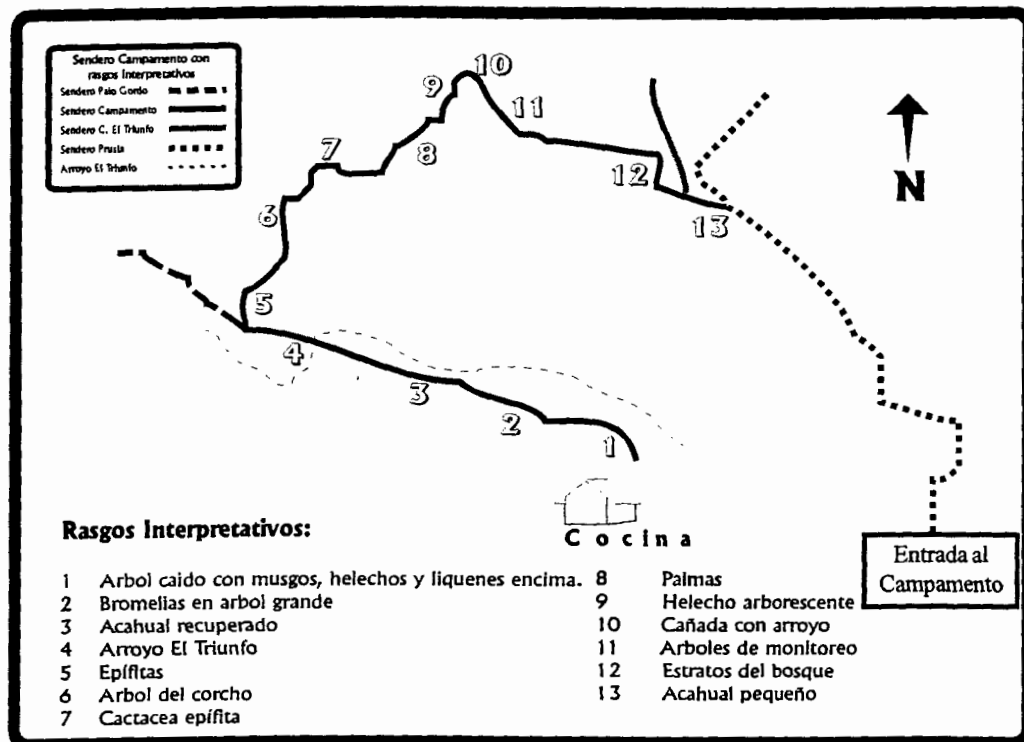 Sendero Campamento con
rasgos Interpretativos
Sendero Palo Gordo
Sendero Campamento
Sendero C. El Triunfo
Sendero Prusia
Arroyo El Triunfo
10
9
11
8
7
12
N
13
6
5
4
3
2
1
Cocina
Entrada al
Campamento
Rasgos Interpretativos:
1 Arbol caido con musgos, helechos y liquenes encima.
2 Bromelias en arbol grande
3 Acahual recuperado
4 Arroyo El Triunfo
5 Epífitas
6 Arbol del corcho
7 Cactacea epífita
8 Palmas
9 Helecho arborescente
10 Cañada con arroyo
11 Arboles de monitoreo
12 Estratos del bosque
13 Acahual pequeño